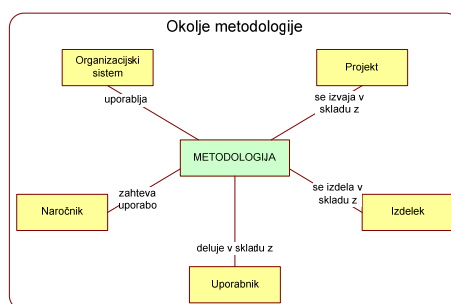 Okolje metodologije
Organizacijski
sistem
Projekt
uporablja
se izvaja v
skladu z
METODOLOGIJA
zahteva
uporabo
se izdela v
skladu z
Naročnik
Izdelek
deluje v skladu z
Uporabnik